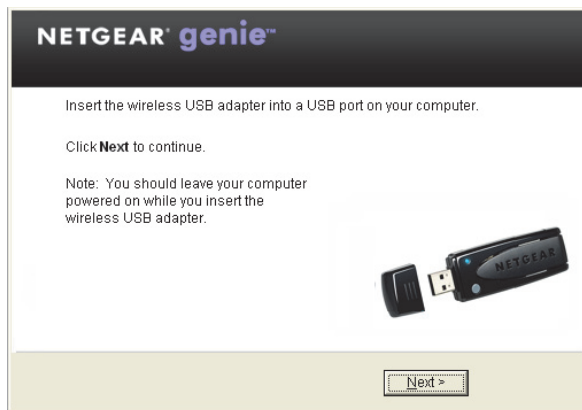 NETGEAR® genie™
Insert the wireless USB adapter into a USB port on your computer.
Click Next to continue.
Note: You should leave your computer
powered on while you insert the
wireless USB adapter.
NETGEAR
Next >